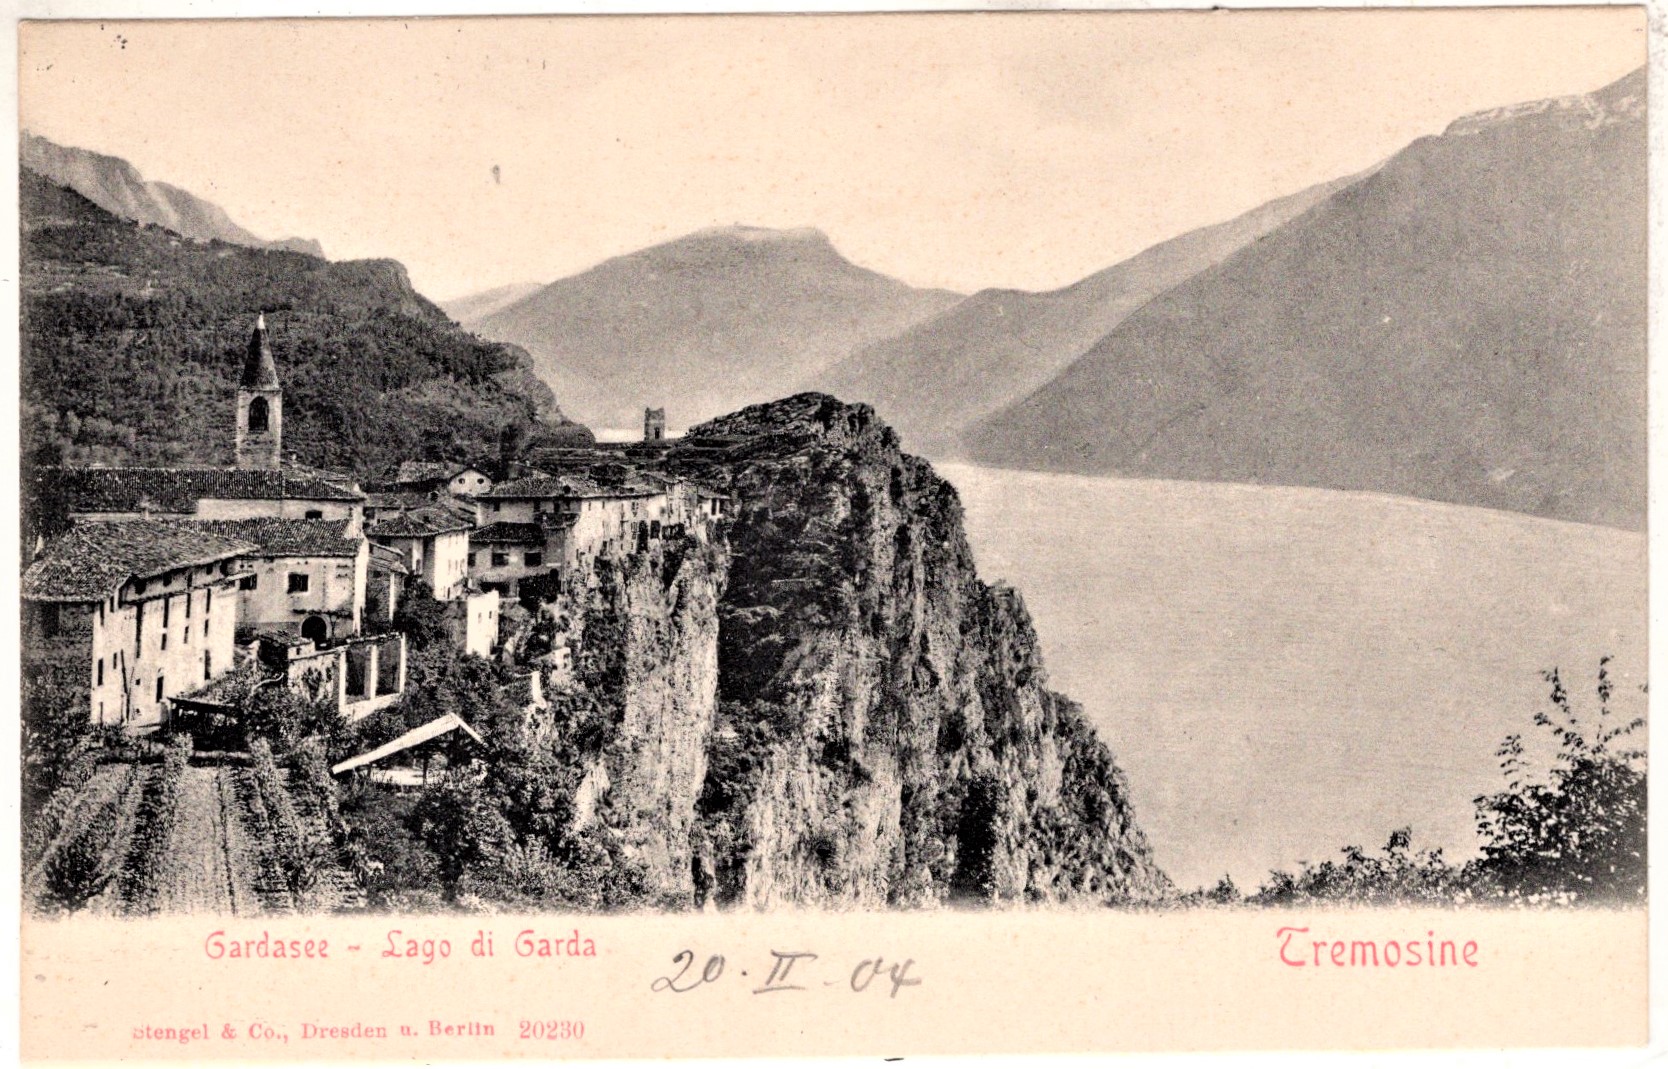 Gardasee - Lago di Garda
Tremosine
20. II. 04
Stengel & Co., Dresden u. Berlin 20230